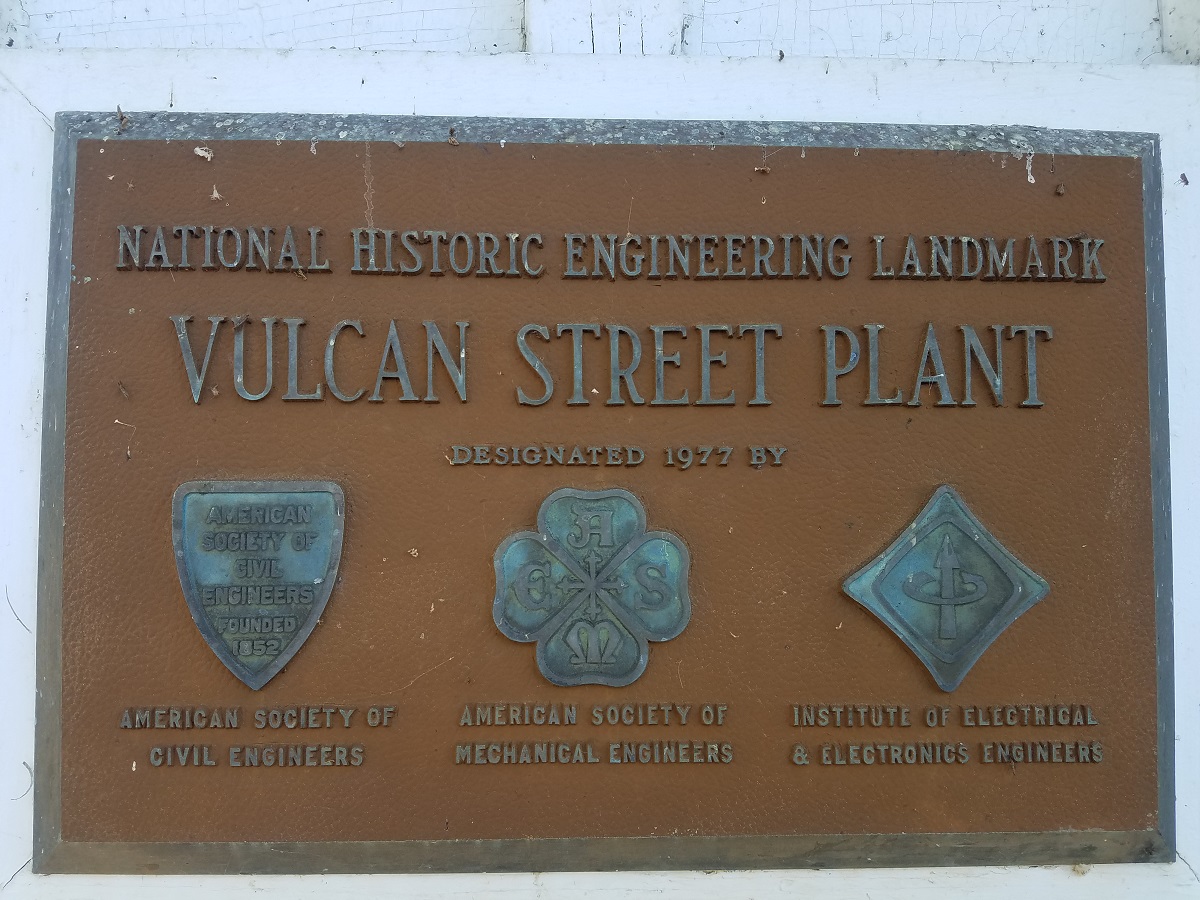 NATIONAL HISTORIC ENGINEERING LANDMARK
VULCAN STREET PLANT
DESIGNATED 1977 BY
AMERICAN
SOCIETY OF
CIVIL
ENGINEERS
FOUNDED
1852
A
E S
M
AMERICAN SOCIETY OF
CIVIL ENGINEERS
AMERICAN SOCIETY OF
MECHANICAL ENGINEERS
INSTITUTE OF ELECTRICAL
& ELECTRONICS ENGINEERS